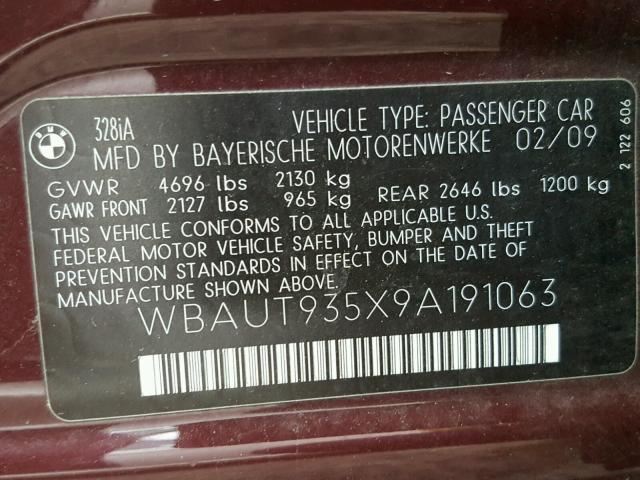 BMW
328iA VEHICLE TYPE: PASSENGER CAR
MFD BY BAYERISCHE MOTORENWERKE 02/09
GVWR 4696 lbs 2130 kg
GAWR FRONT 2127 lbs 965 kg REAR 2646 lbs 1200 kg
THIS VEHICLE CONFORMS TO ALL APPLICABLE U.S.
FEDERAL MOTOR VEHICLE SAFETY, BUMPER AND THEFT
PREVENTION STANDARDS IN EFFECT ON THE DATE OF
MANUFACTURE SHOWN ABOVE.
WBAUT935X9A191063
2 122 606